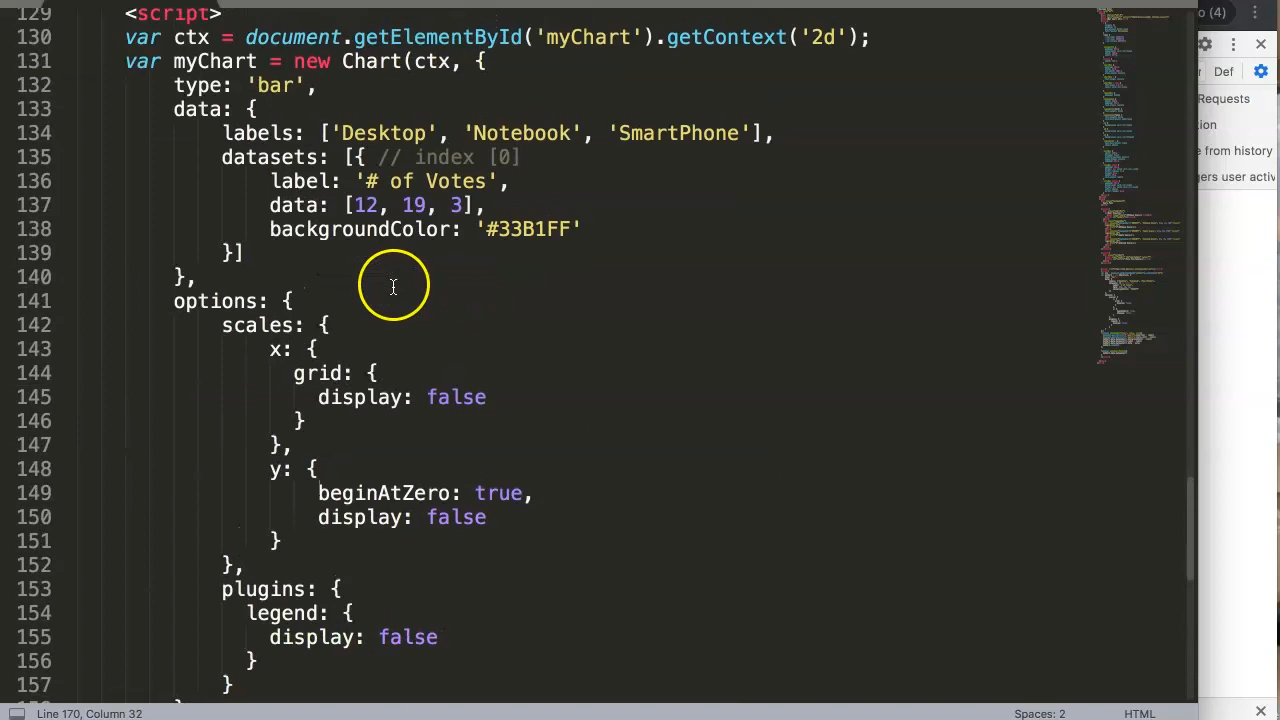 129 <script>
130 var ctx = document.getElementById('myChart').getContext('2d');
131 var myChart = new Chart(ctx, {
132 type: 'bar',
133 data: {
134 labels: ['Desktop', 'Notebook', 'SmartPhone'],
135 datasets: [{ // index [0]
136 label: '# of Votes',
137 data: [12, 19, 3],
138 backgroundColor: '#33B1FF'
139 }]
140 },
141 options: {
142 scales: {
143 x: {
144 grid: {
145 display: false
146 }
147 },
148 y: {
149 beginAtZero: true,
150 display: false
151 }
152 },
153 plugins: {
154 legend: {
155 display: false
156 }
157 }
Line 170, Column 32
Spaces: 2
HTML
(4)
Def
Requests
from history
user